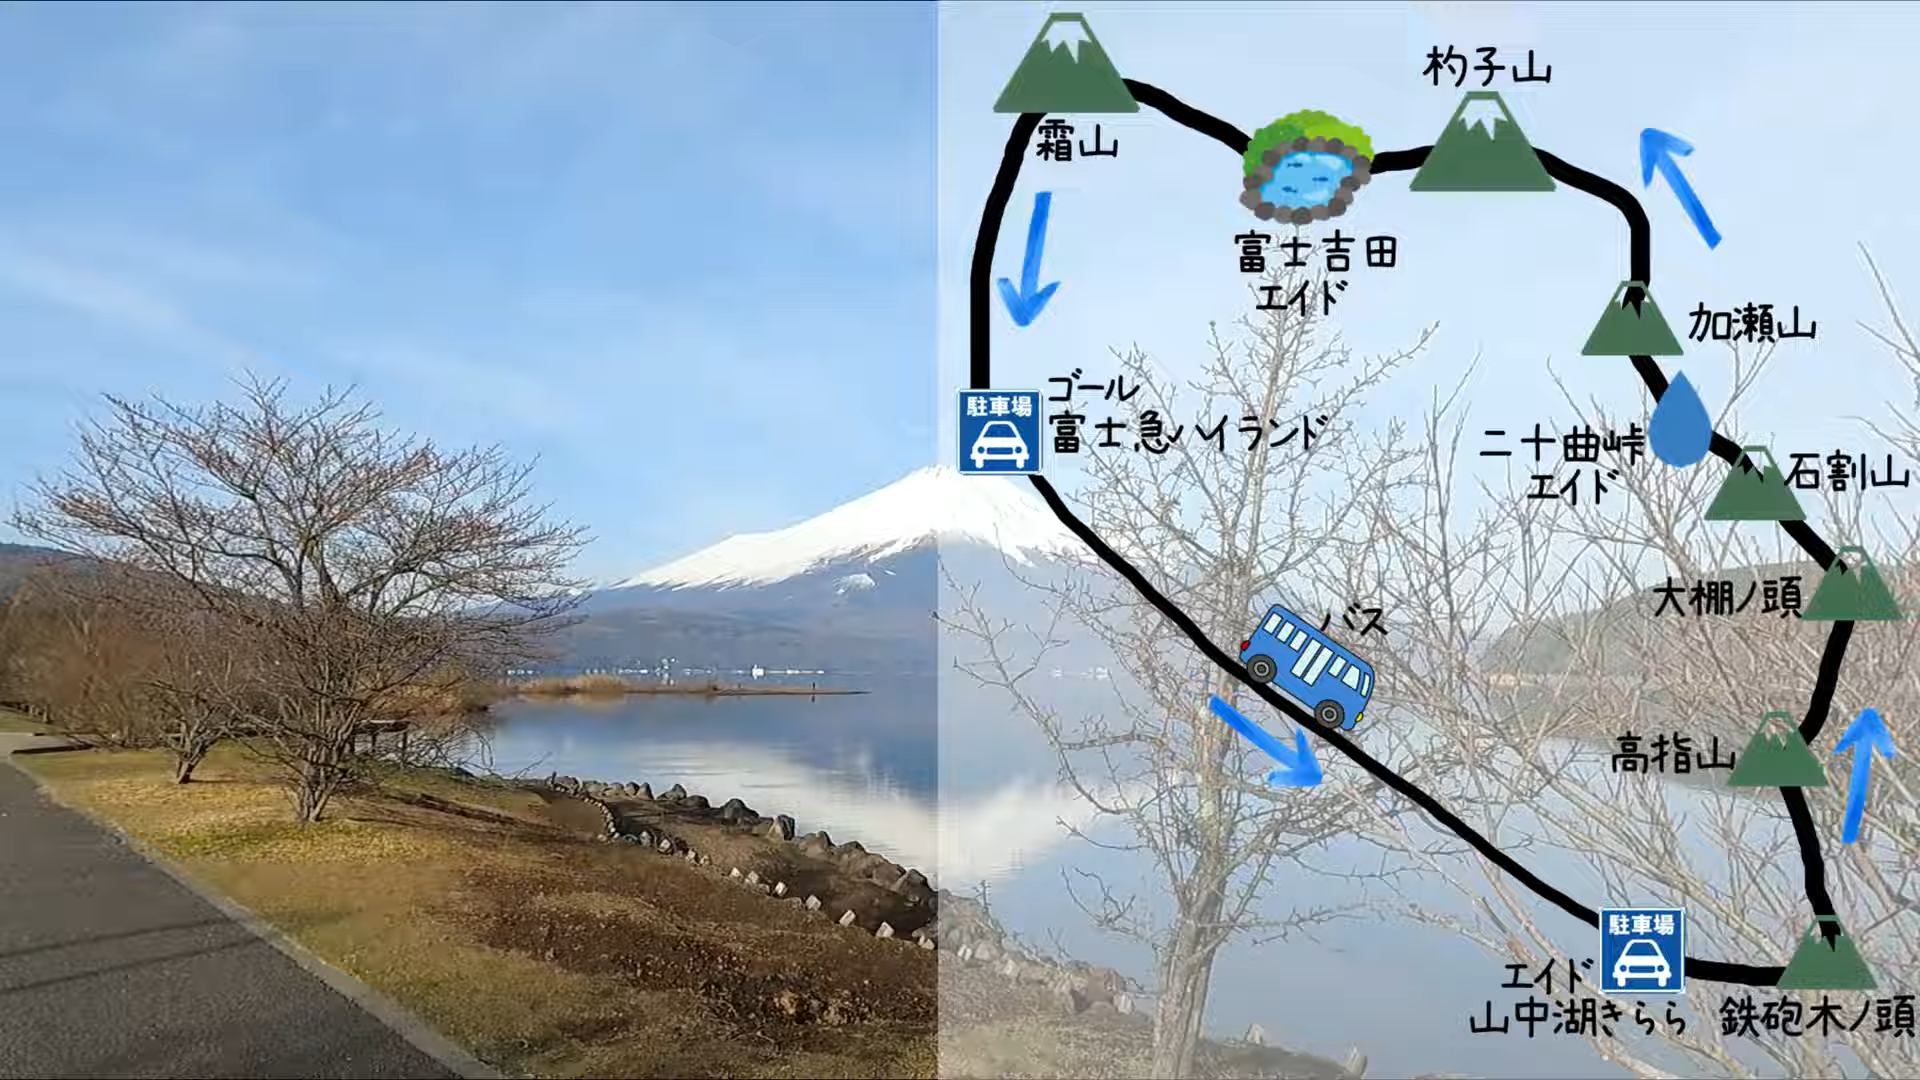 杓子山
霜山
富士吉田
エイド
加瀬山
ゴール
駐車場
富士急ハイランド
二十曲峠
エイド
石割山
大棚ノ頭
バス
高指山
駐車場
エイド
山中湖きらら
鉄砲木ノ頭